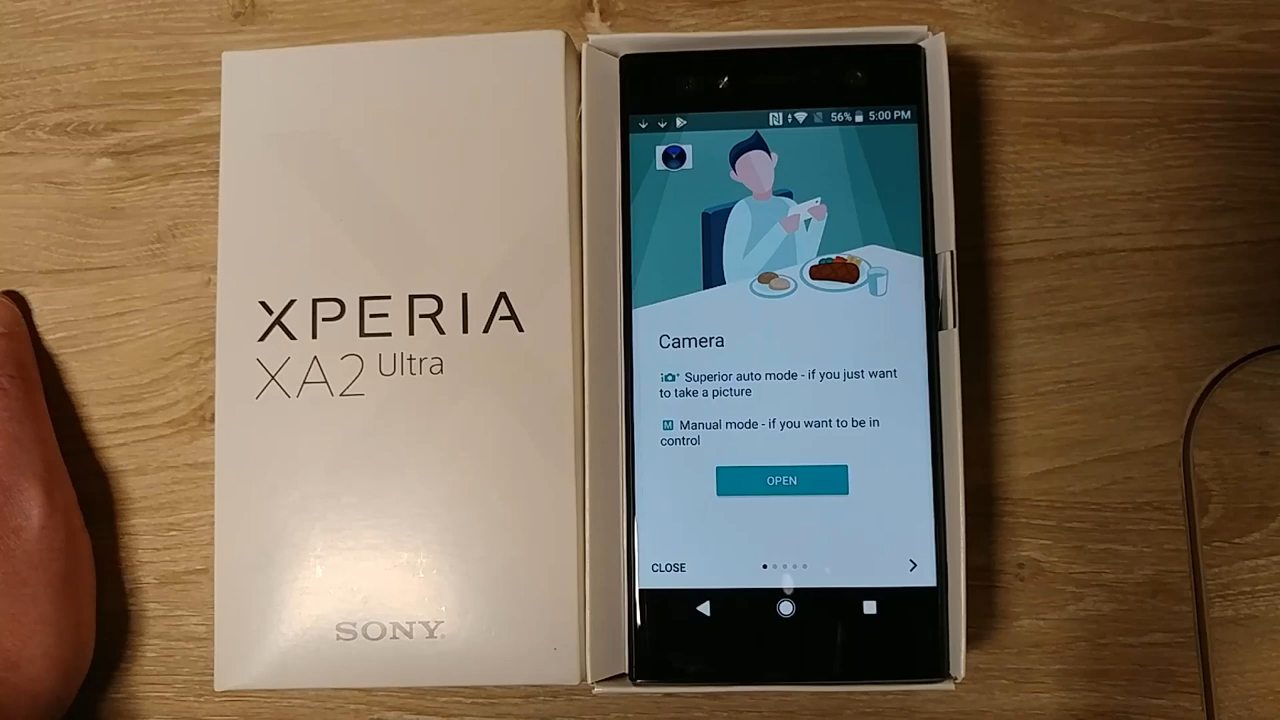 XPERIA
XA2 Ultra
SONY
56% 5:00 PM
Camera
Superior auto mode - if you just want
to take a picture
M Manual mode - if you want to be in
control
OPEN
CLOSE